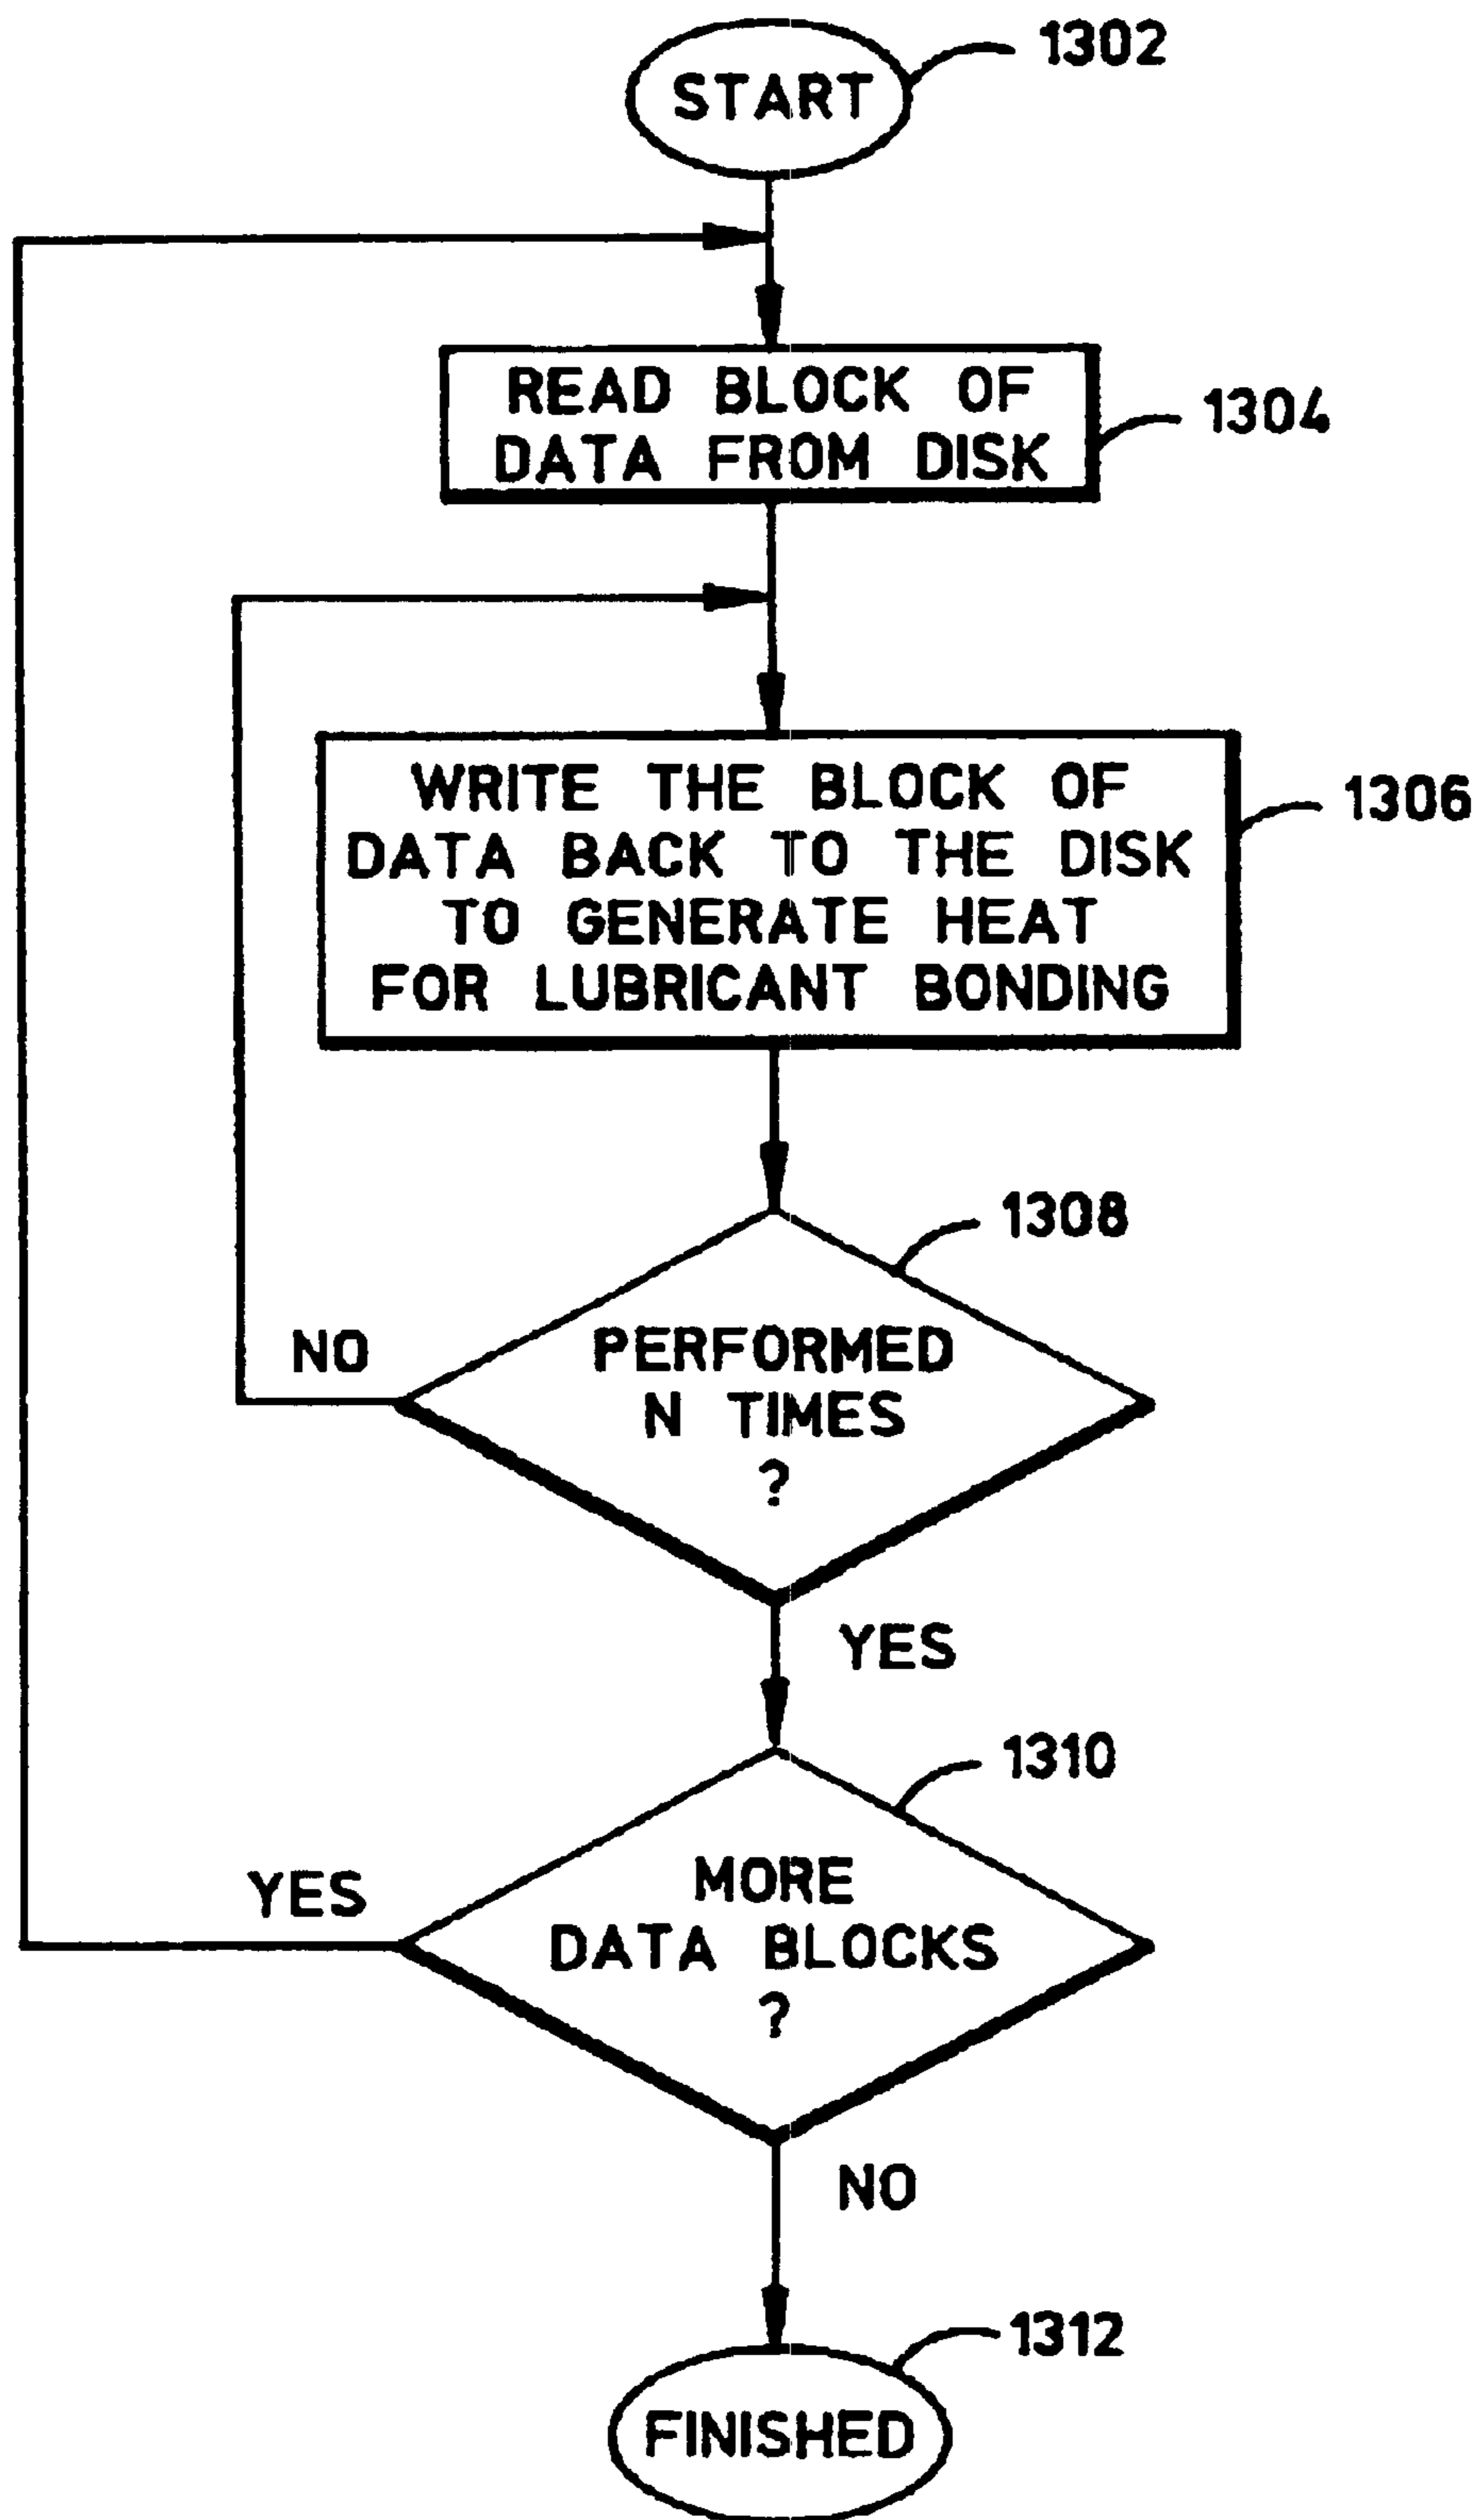 START
1302
READ BLOCK OF
DATA FROM DISK
1304
WRITE THE BLOCK OF
DATA BACK TO THE DISK
TO GENERATE HEAT
FOR LUBRICANT BONDING
1306
1308
PERFORMED
N TIMES
?
NO
YES
1310
MORE
DATA BLOCKS
?
YES
NO
1312
FINISHED